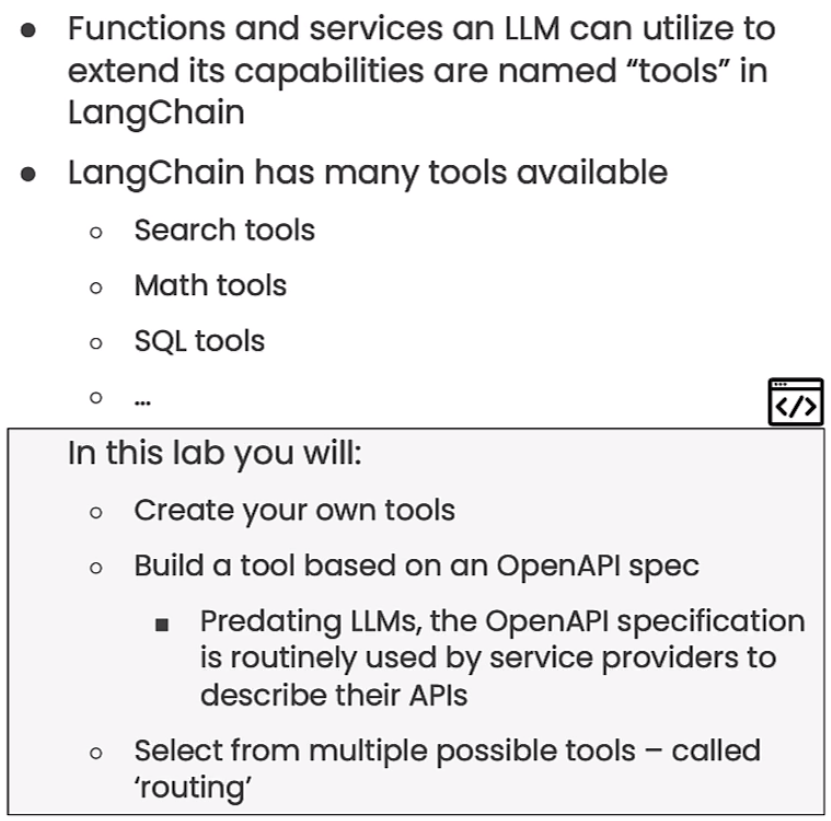 ● Functions and services an LLM can utilize to
extend its capabilities are named “tools” in
LangChain
● LangChain has many tools available
○ Search tools
○ Math tools
○ SQL tools
○ ...
</>
In this lab you will:
○ Create your own tools
○ Build a tool based on an OpenAPI spec
■ Predating LLMs, the OpenAPI specification
is routinely used by service providers to
describe their APIs
○ Select from multiple possible tools – called
‘routing’